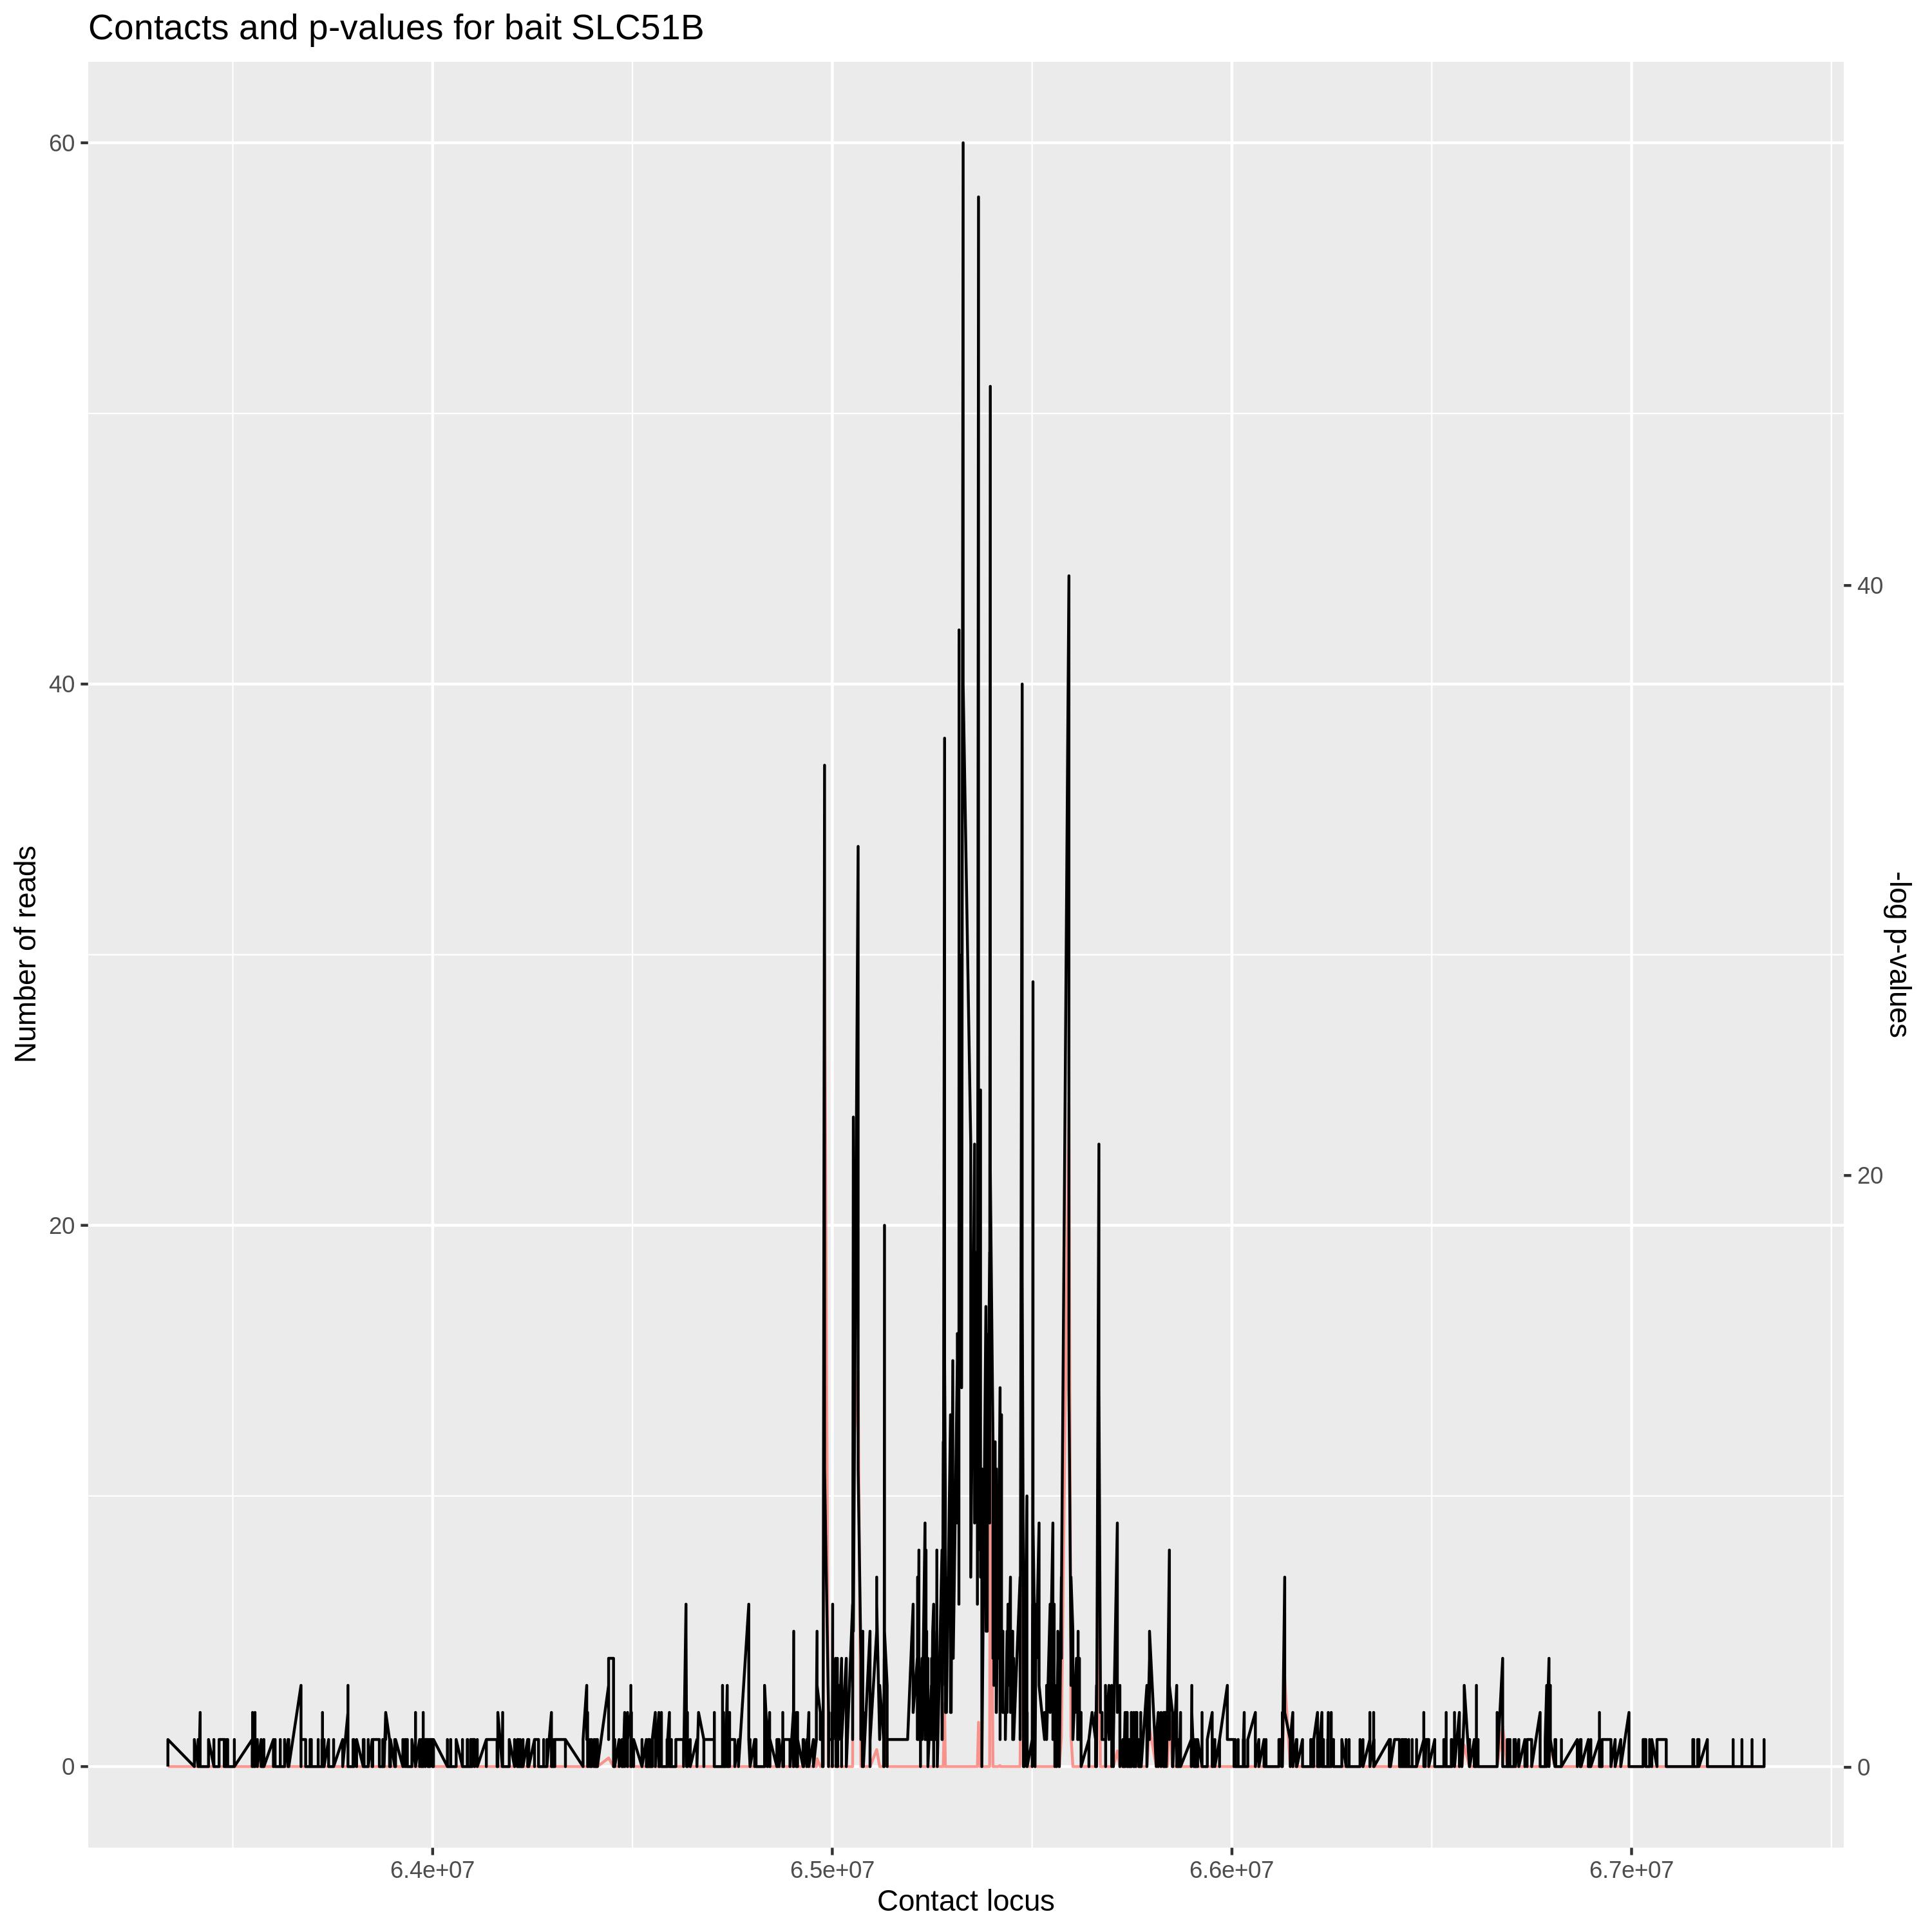 Contacts and p-values for bait SLC51B
60
40
20
0
Number of reads
40
20
0
-log p-values
6.4e+07
6.5e+07
6.6e+07
6.7e+07
Contact locus